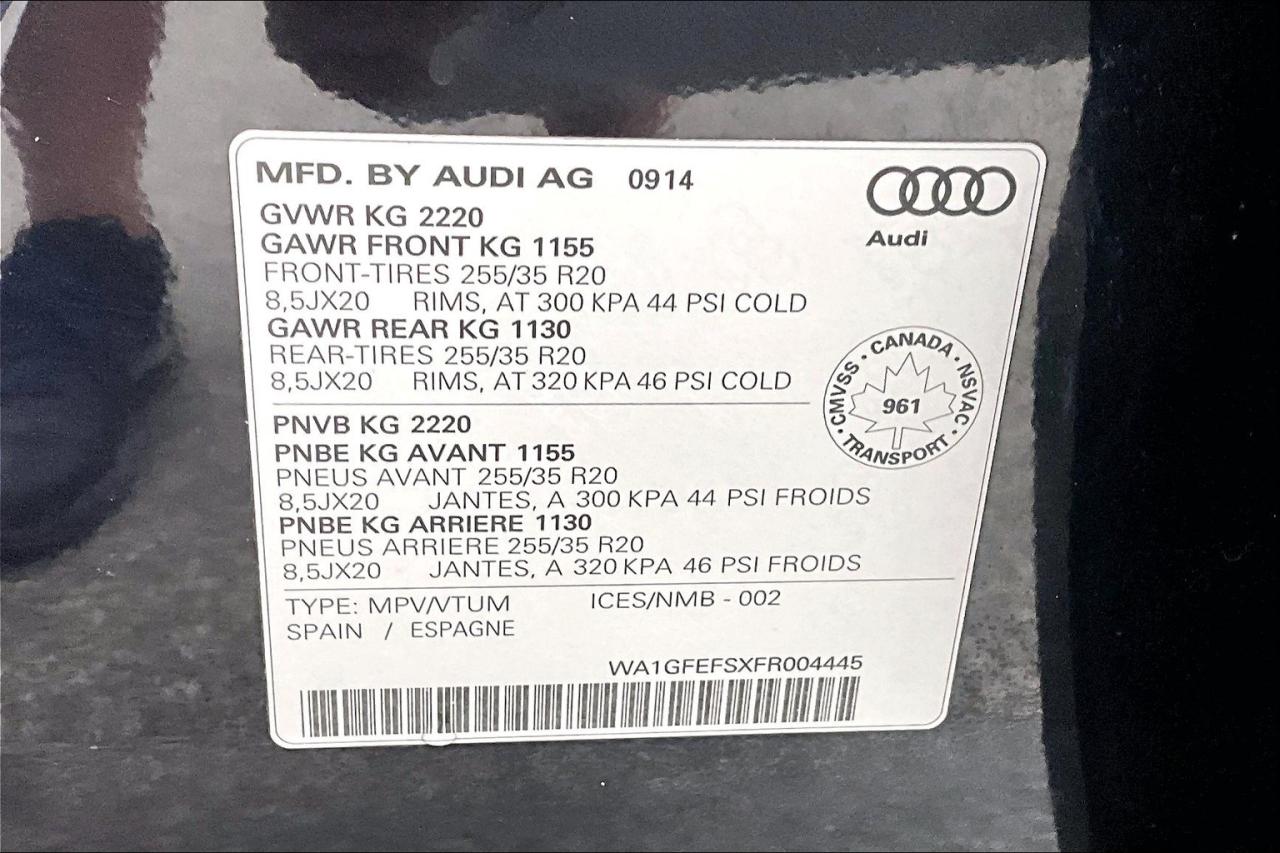 MFD. BY AUDI AG 0914
Audi
GVWR KG 2220
GAWR FRONT KG 1155
FRONT-TIRES 255/35 R20
8,5JX20 RIMS, AT 300 KPA 44 PSI COLD
GAWR REAR KG 1130
REAR-TIRES 255/35 R20
8,5JX20 RIMS, AT 320 KPA 46 PSI COLD
CMVSS · CANADA · NSVAC · TRANSPORT ·
961
PNVB KG 2220
PNBE KG AVANT 1155
PNEUS AVANT 255/35 R20
8,5JX20 JANTES, A 300 KPA 44 PSI FROIDS
PNBE KG ARRIERE 1130
PNEUS ARRIERE 255/35 R20
8,5JX20 JANTES, A 320 KPA 46 PSI FROIDS
TYPE: MPV/VTUM ICES/NMB - 002
SPAIN / ESPAGNE
WA1GFEFSXFR004445